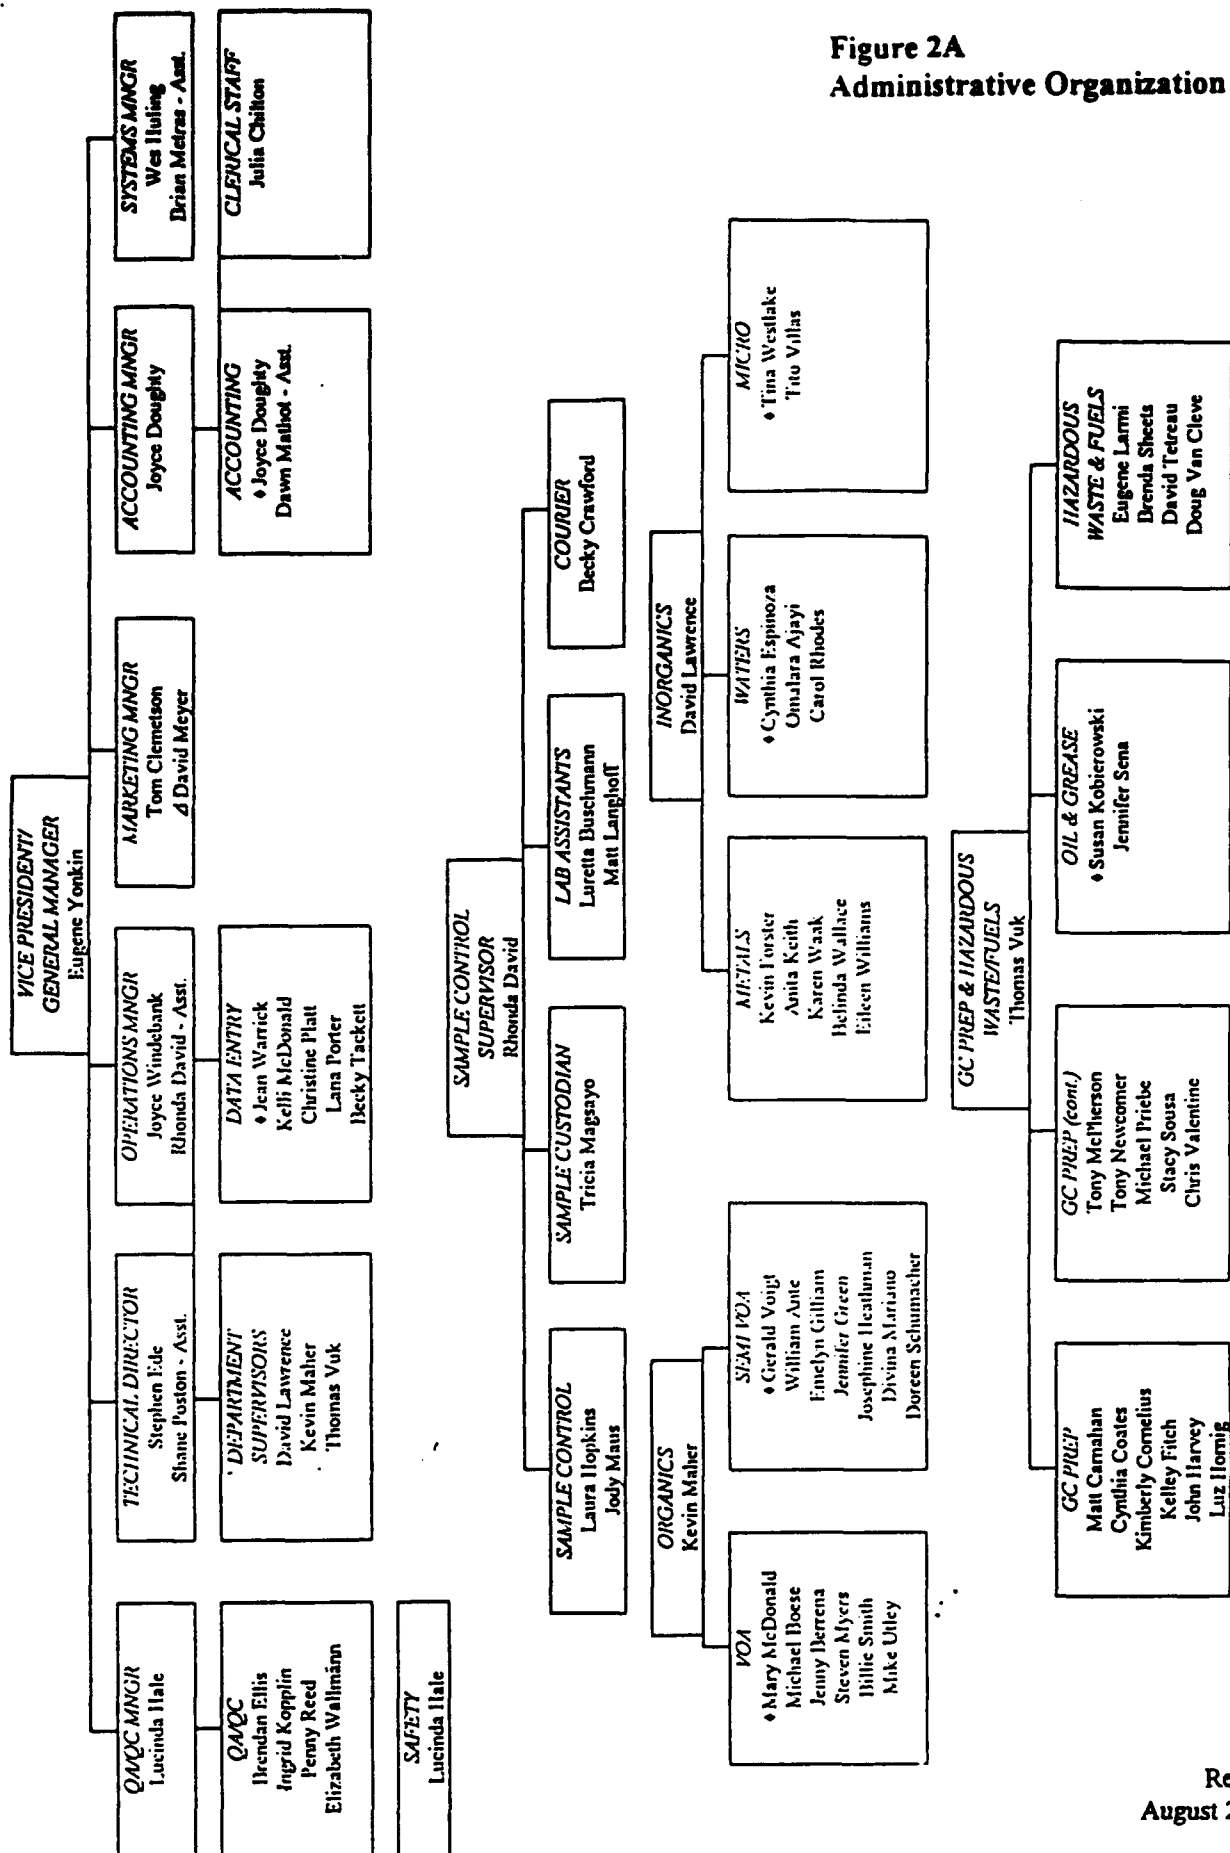 Figure 2A
Administrative Organization
VICE PRESIDENT/
GENERAL MANAGER
Eugene Yonkin
QA/QC MNGR
Lucinda Hale
TECHNICAL DIRECTOR
Stephen Ede
Shane Poston - Asst.
OPERATIONS MNGR
Joyce Windebank
Rhonda David - Asst.
MARKETING MNGR
Tom Clemetson
Δ David Meyer
ACCOUNTING MNGR
Joyce Doughty
SYSTEMS MNGR
Wes Huling
Brian Metras - Asst.
QA/QC
Brendan Ellis
Ingrid Kopplin
Penny Reed
Elizabeth Wallmann
DEPARTMENT
SUPERVISORS
David Lawrence
Kevin Maher
Thomas Vuk
DATA ENTRY
♦ Jean Warrick
Kelli McDonald
Christine Platt
Lana Porter
Becky Tackett
ACCOUNTING
♦ Joyce Doughty
Dawn Mathot - Asst.
CLERICAL STAFF
Julia Chilton
SAFETY
Lucinda Hale
SAMPLE CONTROL
SUPERVISOR
Rhonda David
SAMPLE CONTROL
Laura Hopkins
Jody Maus
SAMPLE CUSTODIAN
Tricia Magsayo
LAB ASSISTANTS
Luretta Buschmann
Matt Langhoff
COURIER
Becky Crawford
ORGANICS
Kevin Maher
INORGANICS
David Lawrence
VOA
♦ Mary McDonald
Michael Boese
Jenny Berrena
Steven Myers
Billie Smith
Mike Utley
SEMI VOA
♦ Gerald Voigt
William Ante
Emelyn Gilliam
Jennifer Green
Josephine Heathman
Divina Mariano
Doreen Schumacher
METALS
Kevin Forster
Anita Keith
Karen Waak
Belinda Wallace
Eileen Williams
WATERS
♦ Cynthia Espinoza
Omalara Ajayi
Carol Rhodes
MICRO
♦ Tina Westlake
Tito Villas
GC PREP & HAZARDOUS
WASTE/FUELS
Thomas Vuk
GC PREP
Matt Carnahan
Cynthia Coates
Kimberly Cornelius
Kelley Fitch
John Harvey
Luz Hornig
GC PREP (cont.)
Tony McPherson
Tony Newcomer
Michael Priebe
Stacy Sousa
Chris Valentine
OIL & GREASE
♦ Susan Kobierowski
Jennifer Sena
HAZARDOUS
WASTE & FUELS
Eugene Larmi
Brenda Sheets
David Tetreau
Doug Van Cleve
Re
August 2